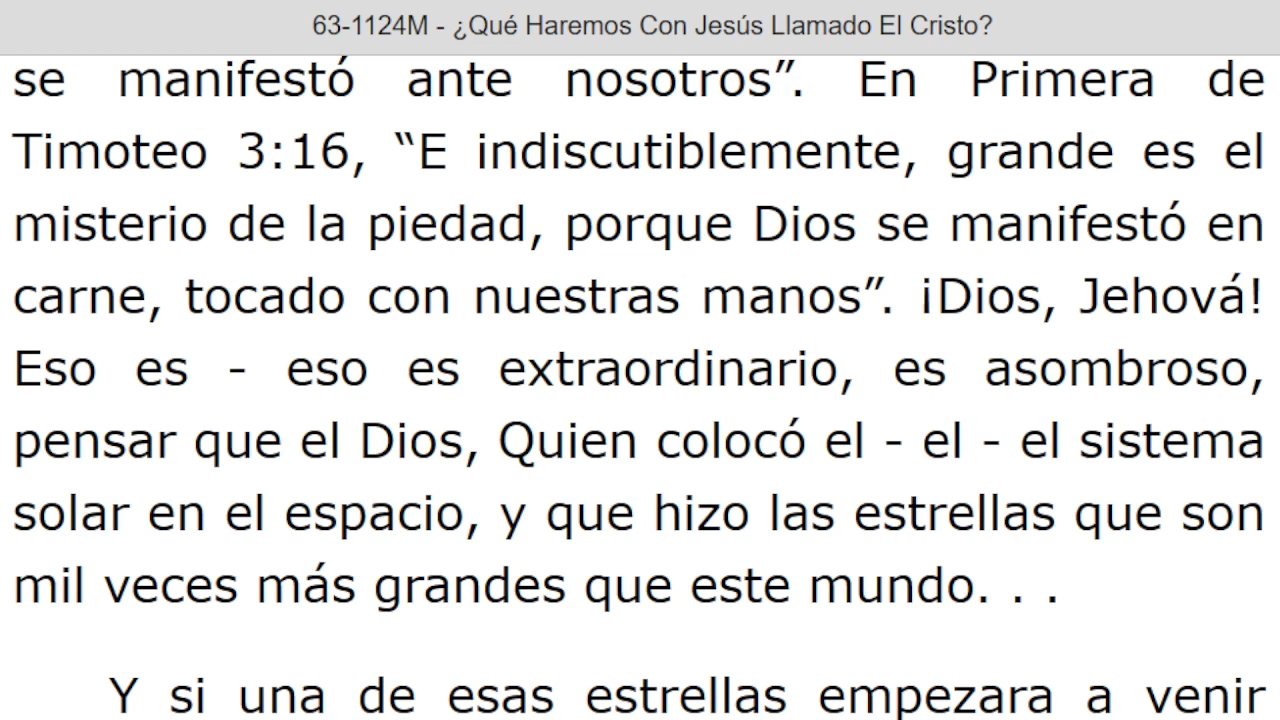 63-1124M - ¿Qué Haremos Con Jesús Llamado El Cristo?
se manifestó ante nosotros”. En Primera de
Timoteo 3:16, “E indiscutiblemente, grande es el
misterio de la piedad, porque Dios se manifestó en
carne, tocado con nuestras manos”. ¡Dios, Jehová!
Eso es - eso es extraordinario, es asombroso,
pensar que el Dios, Quien colocó el - el - el sistema
solar en el espacio, y que hizo las estrellas que son
mil veces más grandes que este mundo. . .
Y si una de esas estrellas empezara a venir